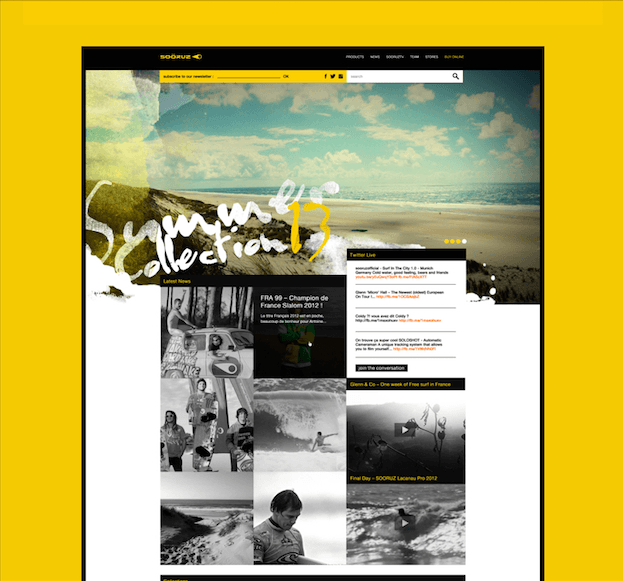 SOÖRUZ
PRODUCTS NEWS SOORUZTV TEAM STORES BUY ONLINE
subscribe to our newsletter : OK
search
Summer
Collection 13
Latest News
Twitter Live
FRA 99 – Champion de
France Slalom 2012 !
Le titre Français 2012 est en poche,
beaucoup de bonheur pour Antoine...
sooruzofficial - Surf In The City 1.0 - Munich
Germany Cold water, good feeling, beers and friends
Glenn 'Micro' Hall – The Newest (oldest) European
On Tour !...
Coldy ?! vous avez dit Coldy ?
On trouve ça super cool SOLOSHOT - Automatic
Cameraman A unique tracking system that allows
you to film yourself...
join the conversation
Glenn & Co – One week of Free surf in France
Final Day – SOORUZ Lacanau Pro 2012